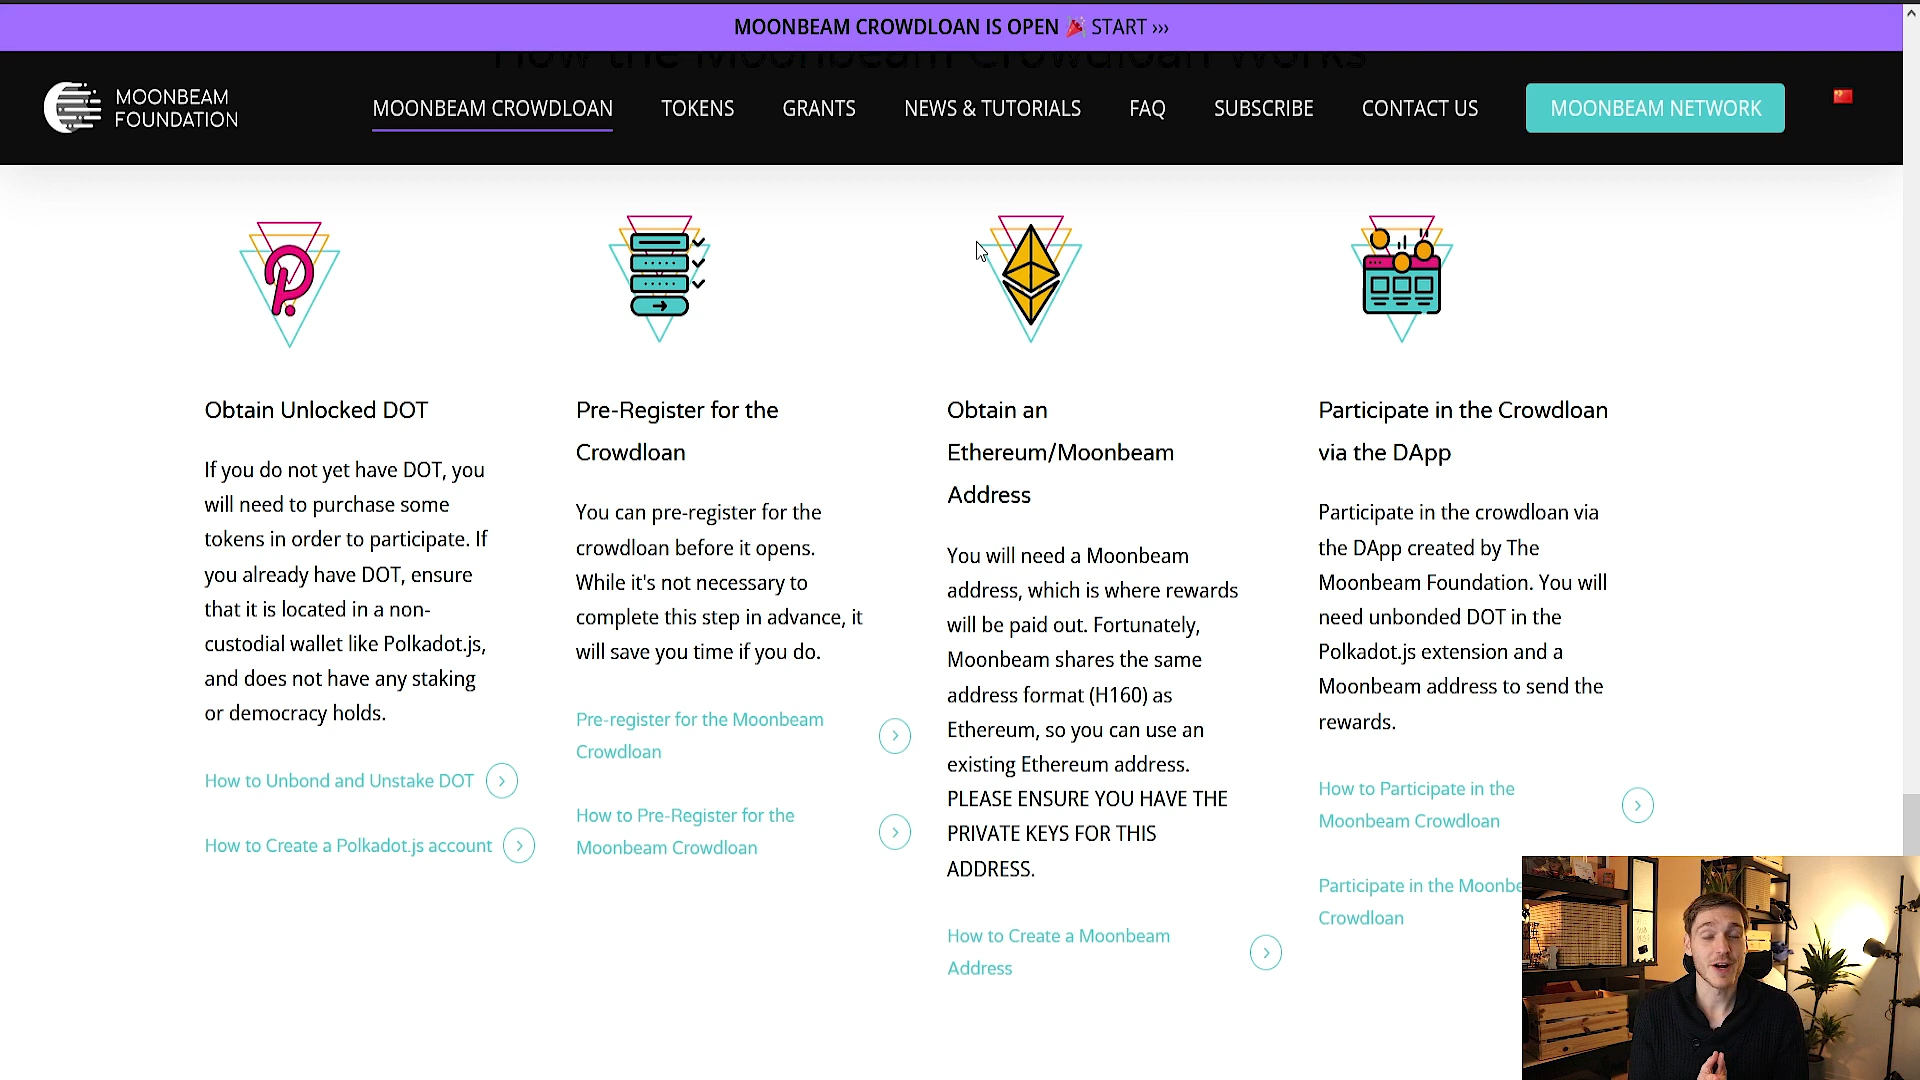 MOONBEAM CROWDLOAN IS OPEN 🎉 START ›››
How the Moonbeam Crowdloan Works
MOONBEAM
FOUNDATION
MOONBEAM CROWDLOAN
TOKENS
GRANTS
NEWS & TUTORIALS
FAQ
SUBSCRIBE
CONTACT US
MOONBEAM NETWORK
Obtain Unlocked DOT
If you do not yet have DOT, you
will need to purchase some
tokens in order to participate. If
you already have DOT, ensure
that it is located in a non-
custodial wallet like Polkadot.js,
and does not have any staking
or democracy holds.
How to Unbond and Unstake DOT
How to Create a Polkadot.js account
Pre-Register for the
Crowdloan
You can pre-register for the
crowdloan before it opens.
While it's not necessary to
complete this step in advance, it
will save you time if you do.
Pre-register for the Moonbeam
Crowdloan
How to Pre-Register for the
Moonbeam Crowdloan
Obtain an
Ethereum/Moonbeam
Address
You will need a Moonbeam
address, which is where rewards
will be paid out. Fortunately,
Moonbeam shares the same
address format (H160) as
Ethereum, so you can use an
existing Ethereum address.
PLEASE ENSURE YOU HAVE THE
PRIVATE KEYS FOR THIS
ADDRESS.
How to Create a Moonbeam
Address
Participate in the Crowdloan
via the DApp
Participate in the crowdloan via
the DApp created by The
Moonbeam Foundation. You will
need unbonded DOT in the
Polkadot.js extension and a
Moonbeam address to send the
rewards.
How to Participate in the
Moonbeam Crowdloan
Participate in the Moonbe
Crowdloan